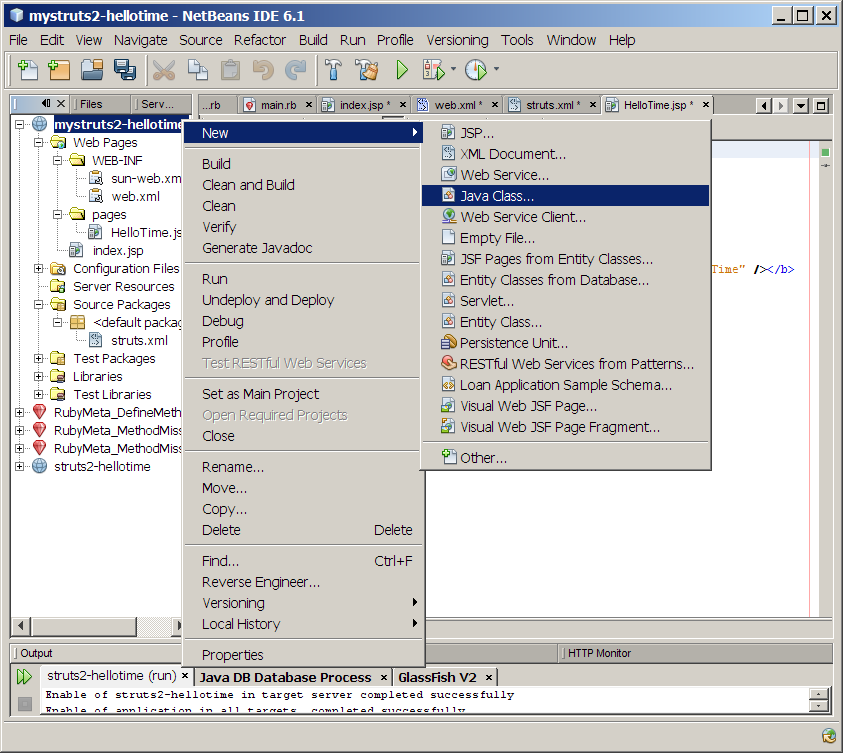 mystruts2-hellotime - NetBeans IDE 6.1
File Edit View Navigate Source Refactor Build Run Profile Versioning Tools Window Help
Files Serv... ...rb main.rb index.jsp * web.xml * struts.xml * HelloTime.jsp *
mystruts2-hellotime
Web Pages
WEB-INF
sun-web.xm
web.xml
pages
HelloTime.js
index.jsp
Configuration Files
Server Resources
Source Packages
<default packag
struts.xml
Test Packages
Libraries
Test Libraries
RubyMeta_DefineMeth
RubyMeta_MethodMiss
RubyMeta_MethodMiss
struts2-hellotime
New
Build
Clean and Build
Clean
Verify
Generate Javadoc
Run
Undeploy and Deploy
Debug
Profile
Test RESTful Web Services
Set as Main Project
Open Required Projects
Close
Rename...
Move...
Copy...
Delete Delete
Find... Ctrl+F
Reverse Engineer...
Versioning
Local History
Properties
JSP...
XML Document...
Web Service...
Java Class...
Web Service Client...
Empty File...
JSF Pages from Entity Classes...
Entity Classes from Database...
Servlet...
Entity Class...
Persistence Unit...
RESTful Web Services from Patterns...
Loan Application Sample Schema...
Visual Web JSF Page...
Visual Web JSF Page Fragment...
Other...
Time" /></b>
Output HTTP Monitor
struts2-hellotime (run) Java DB Database Process GlassFish V2
Enable of struts2-hellotime in target server completed successfully
Enable of application in all targets completed successfully